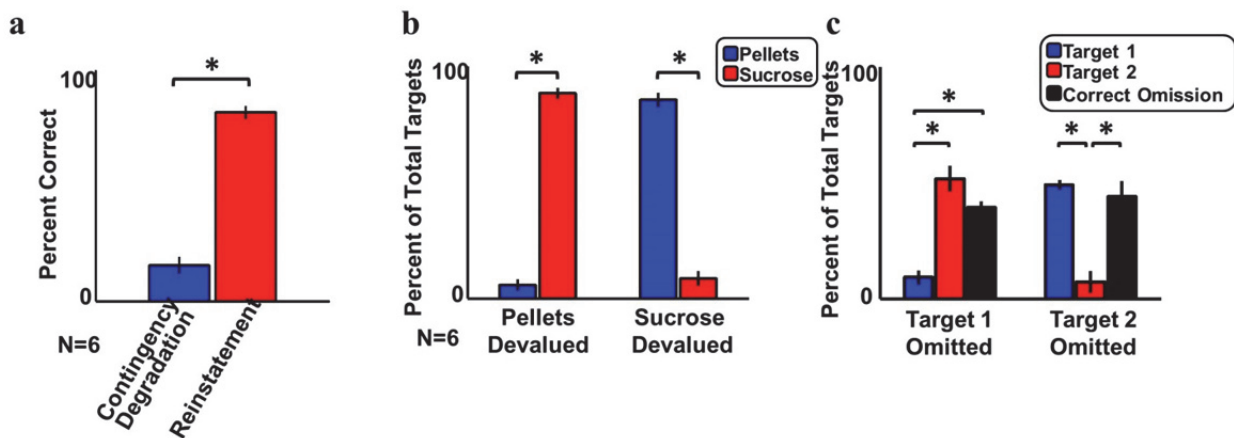 a
100
*
Percent Correct
0
N=6
Contingency
Degradation
Reinstatement
b
Pellets
Sucrose
100
*
*
Percent of Total Targets
0
N=6
Pellets
Devalued
Sucrose
Devalued
c
Target 1
Target 2
Correct Omission
100
*
*
*
*
Percent of Total Targets
0
Target 1
Omitted
Target 2
Omitted